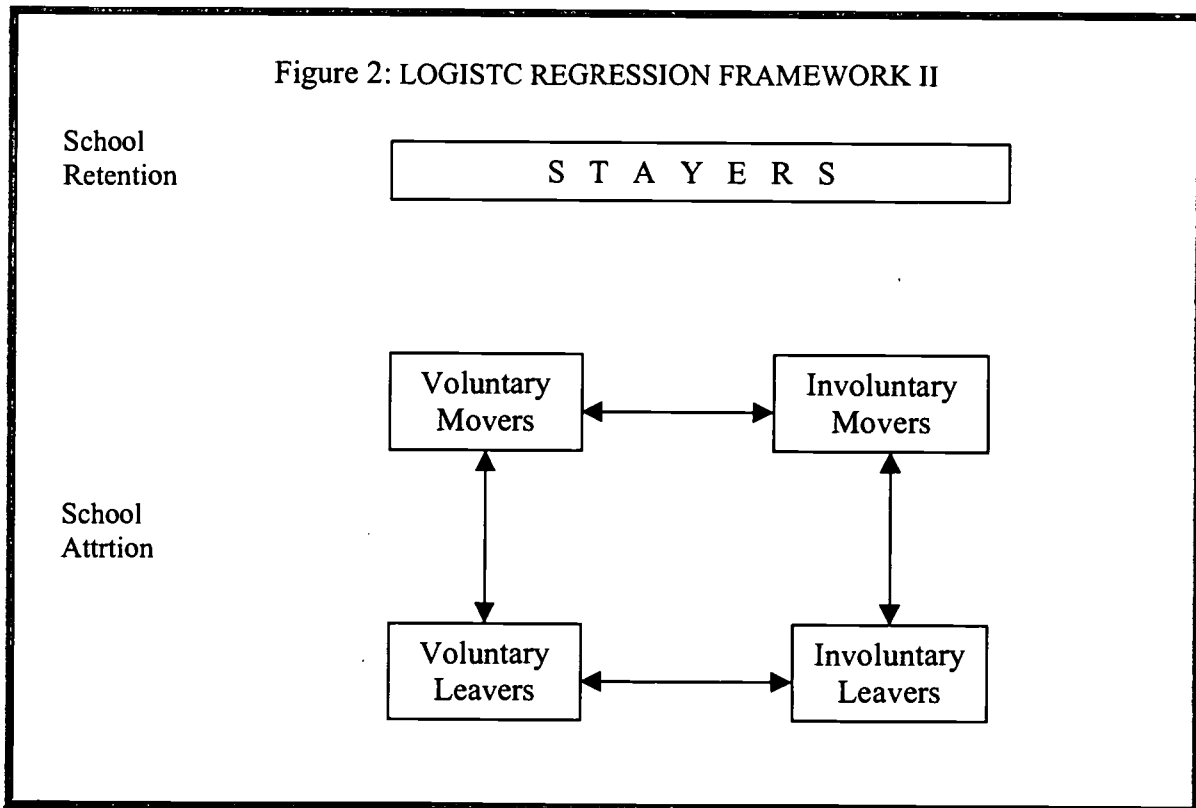 Figure 2: LOGISTC REGRESSION FRAMEWORK II
School
Retention
S T A Y E R S
Voluntary
Movers
Involuntary
Movers
School
Attrtion
Voluntary
Leavers
Involuntary
Leavers